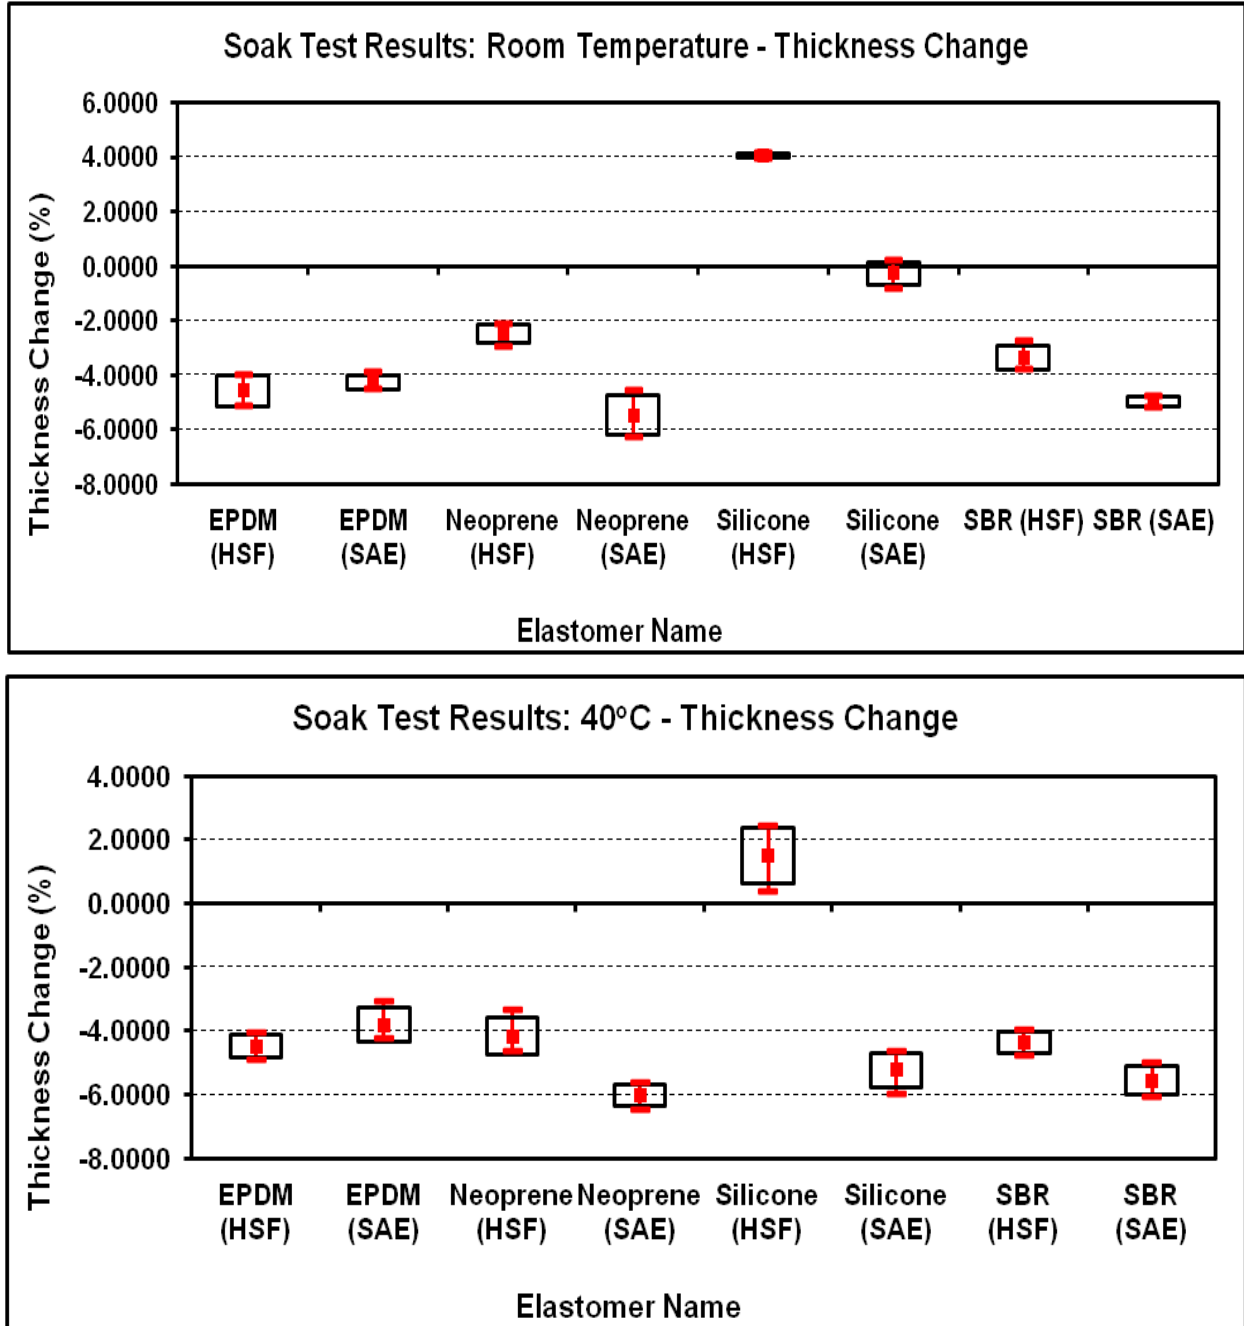 Soak Test Results: Room Temperature - Thickness Change
6.0000
4.0000
2.0000
0.0000
-2.0000
-4.0000
-6.0000
-8.0000
Thickness Change (%)
EPDM EPDM Neoprene Neoprene Silicone Silicone SBR (HSF) SBR (SAE)
(HSF) (SAE) (HSF) (SAE) (HSF) (SAE)
Elastomer Name
Soak Test Results: 40°C - Thickness Change
4.0000
2.0000
0.0000
-2.0000
-4.0000
-6.0000
-8.0000
Thickness Change (%)
EPDM EPDM Neoprene Neoprene Silicone Silicone SBR SBR
(HSF) (SAE) (HSF) (SAE) (HSF) (SAE) (HSF) (SAE)
Elastomer Name